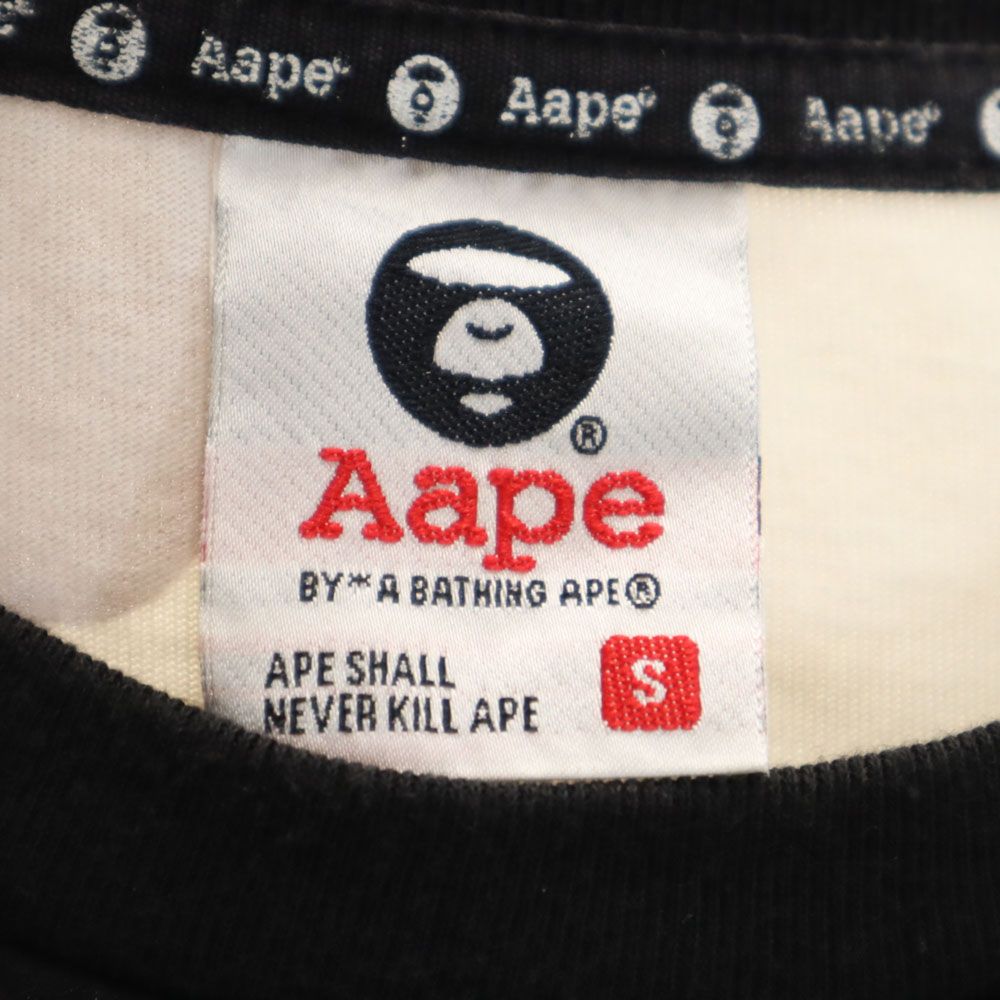 Aape® Aape® Aape®
®
Aape
BY * A BATHING APE®
APE SHALL
NEVER KILL APE
S